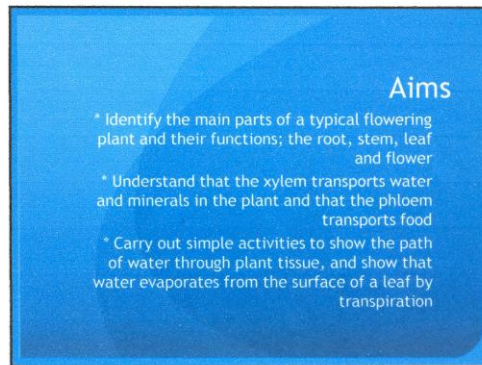 Aims
* Identify the main parts of a typical flowering
plant and their functions; the root, stem, leaf
and flower
* Understand that the xylem transports water
and minerals in the plant and that the phloem
transports food
* Carry out simple activities to show the path
of water through plant tissue, and show that
water evaporates from the surface of a leaf by
transpiration